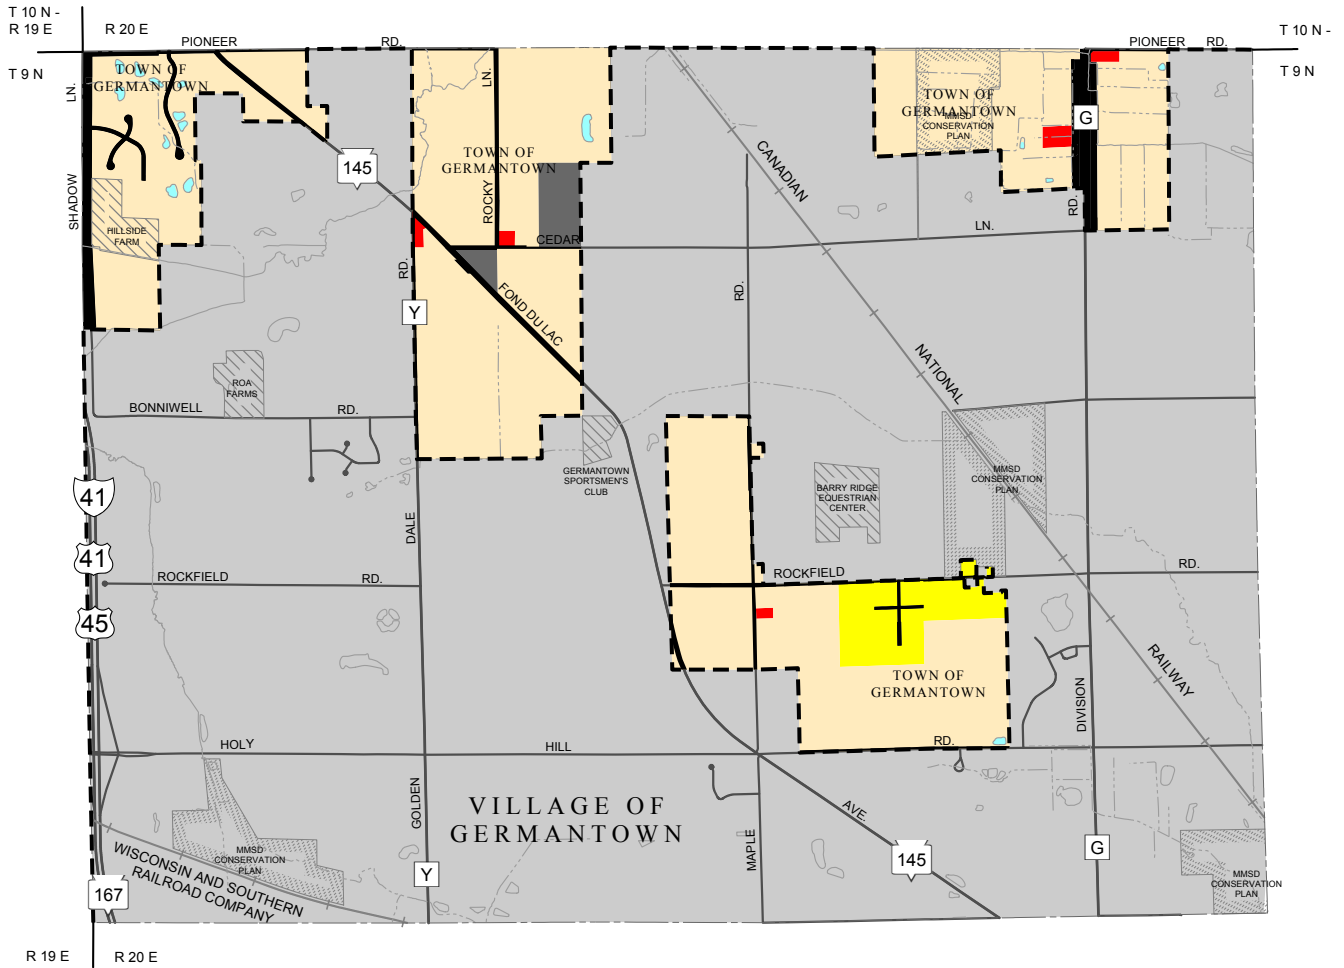 T 10 N -
R 19 E
R 20 E
T 9 N
PIONEER
RD.
PIONEER
RD.
T 10 N -
T 9 N
TOWN OF
GERMANTOWN
LN.
SHADOW
HILLSIDE
FARM
145
TOWN OF
GERMANTOWN
LN.
ROCKY
CEDAR
LN.
CANADIAN
NATIONAL
RAILWAY
TOWN OF
GERMANTOWN
MMSD
CONSERVATION
PLAN
G
RD.
RD.
Y
FOND DU LAC
RD.
ROA
FARMS
BONNIWELL
RD.
GERMANTOWN
SPORTSMEN'S
CLUB
BARRY RIDGE
EQUESTRIAN
CENTER
MMSD
CONSERVATION
PLAN
41
41
45
DALE
ROCKFIELD
RD.
ROCKFIELD
RD.
TOWN OF
GERMANTOWN
DIVISION
HOLY
HILL
RD.
GOLDEN
VILLAGE OF
GERMANTOWN
MAPLE
AVE.
145
G
Y
MMSD
CONSERVATION
PLAN
MMSD
CONSERVATION
PLAN
WISCONSIN AND SOUTHERN
RAILROAD COMPANY
167
R 19 E
R 20 E